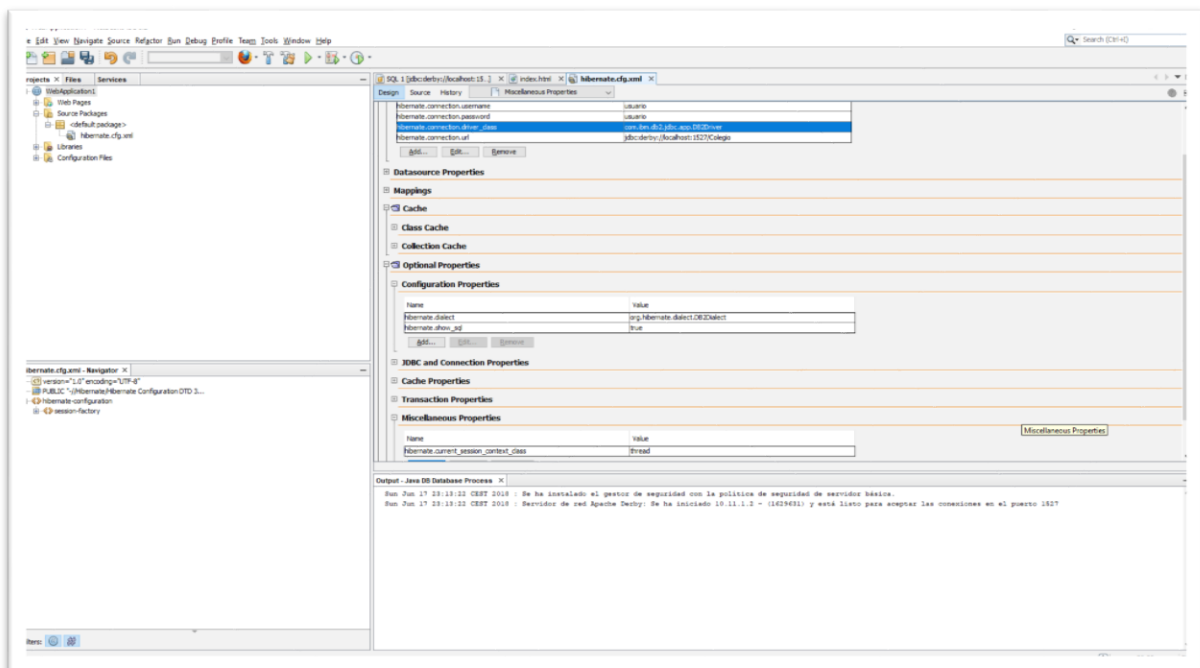 e Edit View Navigate Source Refactor Run Debug Profile Team Tools Window Help
Search (Ctrl+I)
rojects Files Services
WebApplication1
Web Pages
Source Packages
<default package>
hibernate.cfg.xml
Libraries
Configuration Files
SQL 1 [jdbc:derby://localhost:15...] index.html hibernate.cfg.xml
Design Source History Miscellaneous Properties
hibernate.connection.username usuario
hibernate.connection.password usuario
hibernate.connection.driver_class com.ibm.db2.jdbc.app.DB2Driver
hibernate.connection.url jdbc:derby://localhost:1527/Colegio
Add... Edit... Remove
Datasource Properties
Mappings
Cache
Class Cache
Collection Cache
Optional Properties
Configuration Properties
Name Value
hibernate.dialect org.hibernate.dialect.DB2Dialect
hibernate.show_sql true
Add... Edit... Remove
JDBC and Connection Properties
Cache Properties
Transaction Properties
Miscellaneous Properties
Miscellaneous Properties
Name Value
hibernate.current_session_context_class thread
ibernate.cfg.xml - Navigator
version="1.0" encoding="UTF-8"
PUBLIC "-//Hibernate/Hibernate Configuration DTD 3...
hibernate-configuration
session-factory
Output - Java DB Database Process
Sun Jun 17 23:13:22 CEST 2018 : Se ha instalado el gestor de seguridad con la política de seguridad de servidor básica.
Sun Jun 17 23:13:22 CEST 2018 : Servidor de red Apache Derby: Se ha iniciado 10.11.1.2 - (1629631) y está listo para aceptar las conexiones en el puerto 1527
lters: